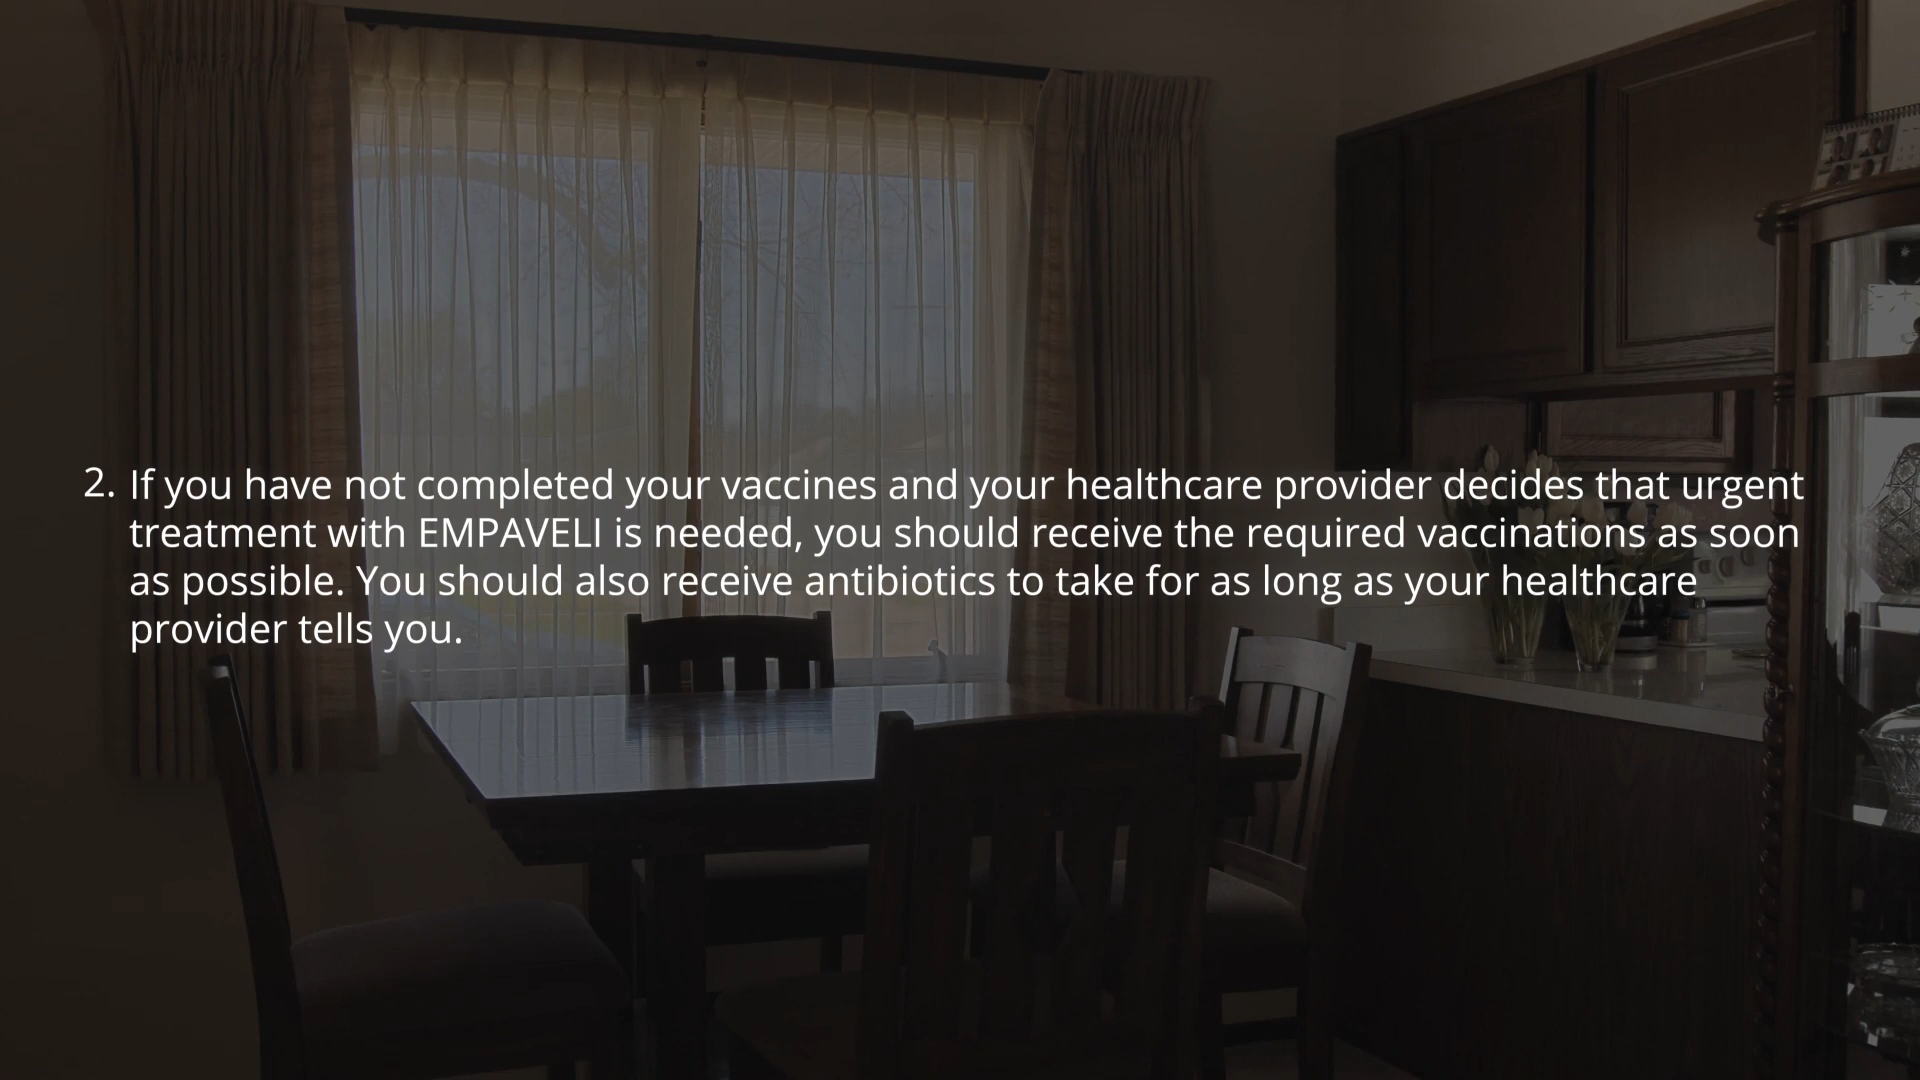 2. If you have not completed your vaccines and your healthcare provider decides that urgent
treatment with EMPAVELI is needed, you should receive the required vaccinations as soon
as possible. You should also receive antibiotics to take for as long as your healthcare
provider tells you.